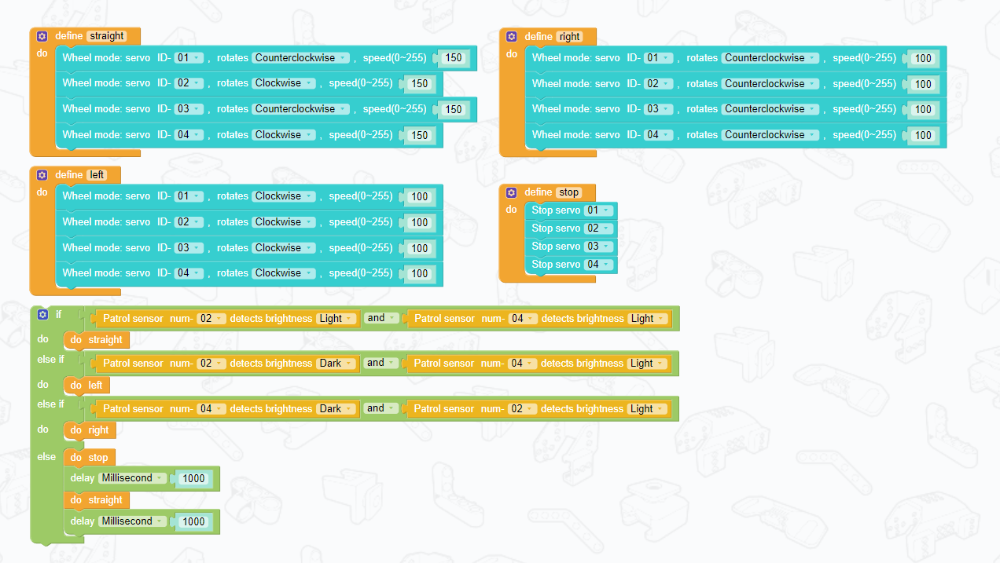 define straight
do
Wheel mode: servo ID- 01 , rotates Counterclockwise , speed(0~255) 150
Wheel mode: servo ID- 02 , rotates Clockwise , speed(0~255) 150
Wheel mode: servo ID- 03 , rotates Counterclockwise , speed(0~255) 150
Wheel mode: servo ID- 04 , rotates Clockwise , speed(0~255) 150
define right
do
Wheel mode: servo ID- 01 , rotates Counterclockwise , speed(0~255) 100
Wheel mode: servo ID- 02 , rotates Counterclockwise , speed(0~255) 100
Wheel mode: servo ID- 03 , rotates Counterclockwise , speed(0~255) 100
Wheel mode: servo ID- 04 , rotates Counterclockwise , speed(0~255) 100
define left
do
Wheel mode: servo ID- 01 , rotates Clockwise , speed(0~255) 100
Wheel mode: servo ID- 02 , rotates Clockwise , speed(0~255) 100
Wheel mode: servo ID- 03 , rotates Clockwise , speed(0~255) 100
Wheel mode: servo ID- 04 , rotates Clockwise , speed(0~255) 100
define stop
do
Stop servo 01
Stop servo 02
Stop servo 03
Stop servo 04
if Patrol sensor num- 02 detects brightness Light and Patrol sensor num- 04 detects brightness Light
do do straight
else if Patrol sensor num- 02 detects brightness Dark and Patrol sensor num- 04 detects brightness Light
do do left
else if Patrol sensor num- 04 detects brightness Dark and Patrol sensor num- 02 detects brightness Light
do do right
else do stop
delay Millisecond 1000
do straight
delay Millisecond 1000